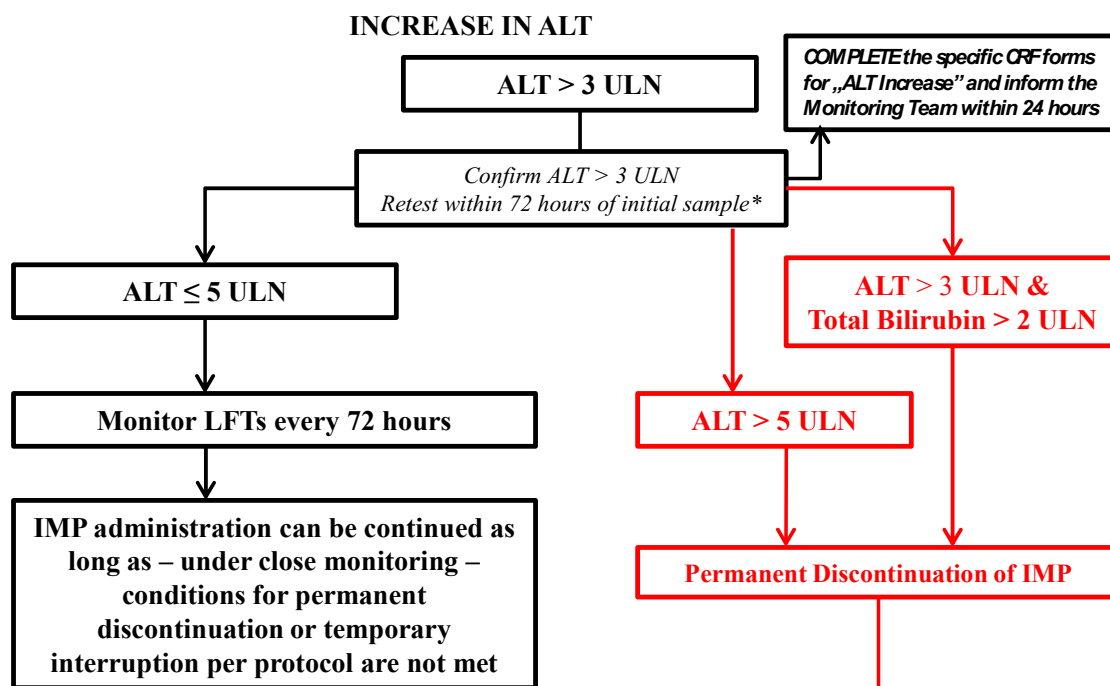 INCREASE IN ALT
ALT > 3 ULN
COMPLETE the specific CRF forms
for „ALT Increase” and inform the
Monitoring Team within 24 hours
Confirm ALT > 3 ULN
Retest within 72 hours of initial sample*
ALT ≤ 5 ULN
ALT > 3 ULN &
Total Bilirubin > 2 ULN
Monitor LFTs every 72 hours
ALT > 5 ULN
IMP administration can be continued as
long as – under close monitoring –
conditions for permanent
discontinuation or temporary
interruption per protocol are not met
Permanent Discontinuation of IMP